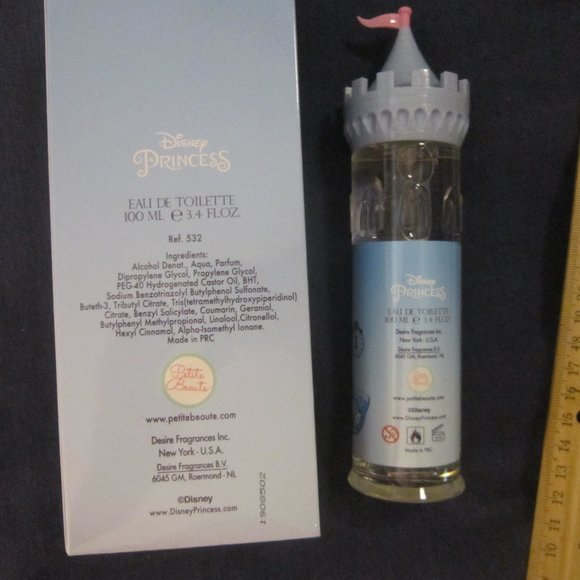 Disney
PRINCESS
EAU DE TOILETTE
100 ML ℮ 3.4 FL.OZ
Ref. 532
Ingredients:
Alcohol Denat., Aqua, Parfum,
Dipropylene Glycol, Propylene Glycol,
PEG-40 Hydrogenated Castor Oil, BHT,
Sodium Benzotriazolyl Butylphenol Sulfonate,
Buteth-3, Tributyl Citrate, Tris(tetramethylhydroxypiperidinol)
Citrate, Benzyl Salicylate, Coumarin, Geraniol,
Butylphenyl Methylpropional, Linalool, Citronellol,
Hexyl Cinnamal, Alpha-Isomethyl Ionone.
Made in PRC
Petite
Beaute
www.petitebeaute.com
Desire Fragrances Inc.
New York - U.S.A.
Desire Fragrances B.V.
6045 GM, Roermond - NL
©Disney
www.DisneyPrincess.com
19058052
Disney
PRINCESS
EAU DE TOILETTE
100 ML ℮ 3.4 FL.OZ
Desire Fragrances Inc.
New York - U.S.A
Desire Fragrances B.V.
6045 GM, Roermond - NL
www.petitebeaute.com
©Disney
www.DisneyPrincess.com
Made in PRC
10 11 12 13 14 15 16 17